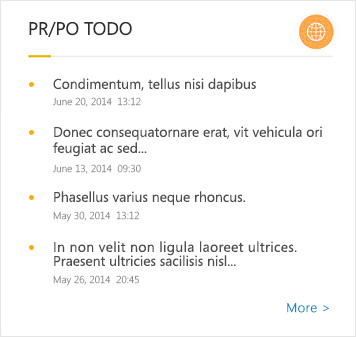 PR/PO TODO
Condimentum, tellus nisi dapibus
June 20, 2014 13:12
Donec consequatornare erat, vit vehicula ori
feugiat ac sed...
June 13, 2014 09:30
Phasellus varius neque rhoncus.
May 30, 2014 13:12
In non velit non ligula laoreet ultrices.
Praesent ultricies sacilisis nisl...
May 26, 2014 20:45
More >